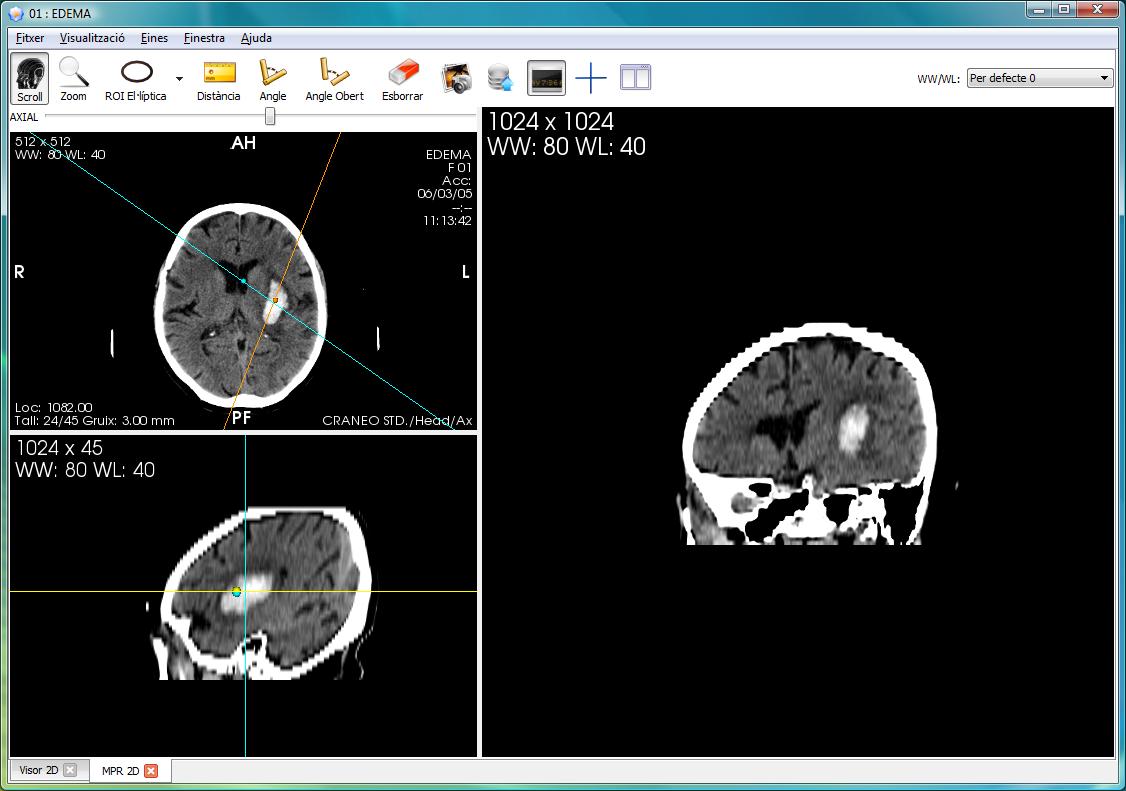 01 : EDEMA
Fitxer Visualització Eines Finestra Ajuda
Scroll Zoom ROI El·líptica Distància Angle Angle Obert Esborrar WW/WL: Per defecte 0
AXIAL
512 x 512
WW: 80 WL: 40
AH
EDEMA
F 01
Acc:
06/03/05
--:--
11:13:42
R
L
Loc: 1082.00
Tall: 24/45 Gruix: 3.00 mm
PF
CRANEO STD./Head/Ax
1024 x 45
WW: 80 WL: 40
1024 x 1024
WW: 80 WL: 40
Visor 2D MPR 2D